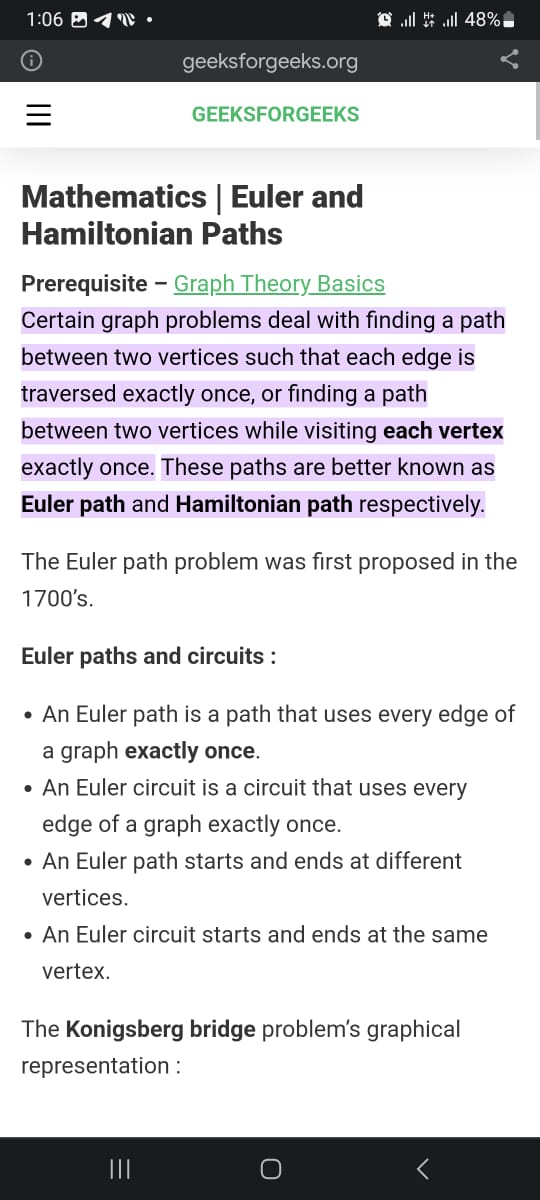 1:06 48%
geeksforgeeks.org
GEEKSFORGEEKS
Mathematics | Euler and
Hamiltonian Paths
Prerequisite – Graph Theory Basics
Certain graph problems deal with finding a path
between two vertices such that each edge is
traversed exactly once, or finding a path
between two vertices while visiting each vertex
exactly once. These paths are better known as
Euler path and Hamiltonian path respectively.
The Euler path problem was first proposed in the
1700’s.
Euler paths and circuits :
• An Euler path is a path that uses every edge of
a graph exactly once.
• An Euler circuit is a circuit that uses every
edge of a graph exactly once.
• An Euler path starts and ends at different
vertices.
• An Euler circuit starts and ends at the same
vertex.
The Konigsberg bridge problem’s graphical
representation :